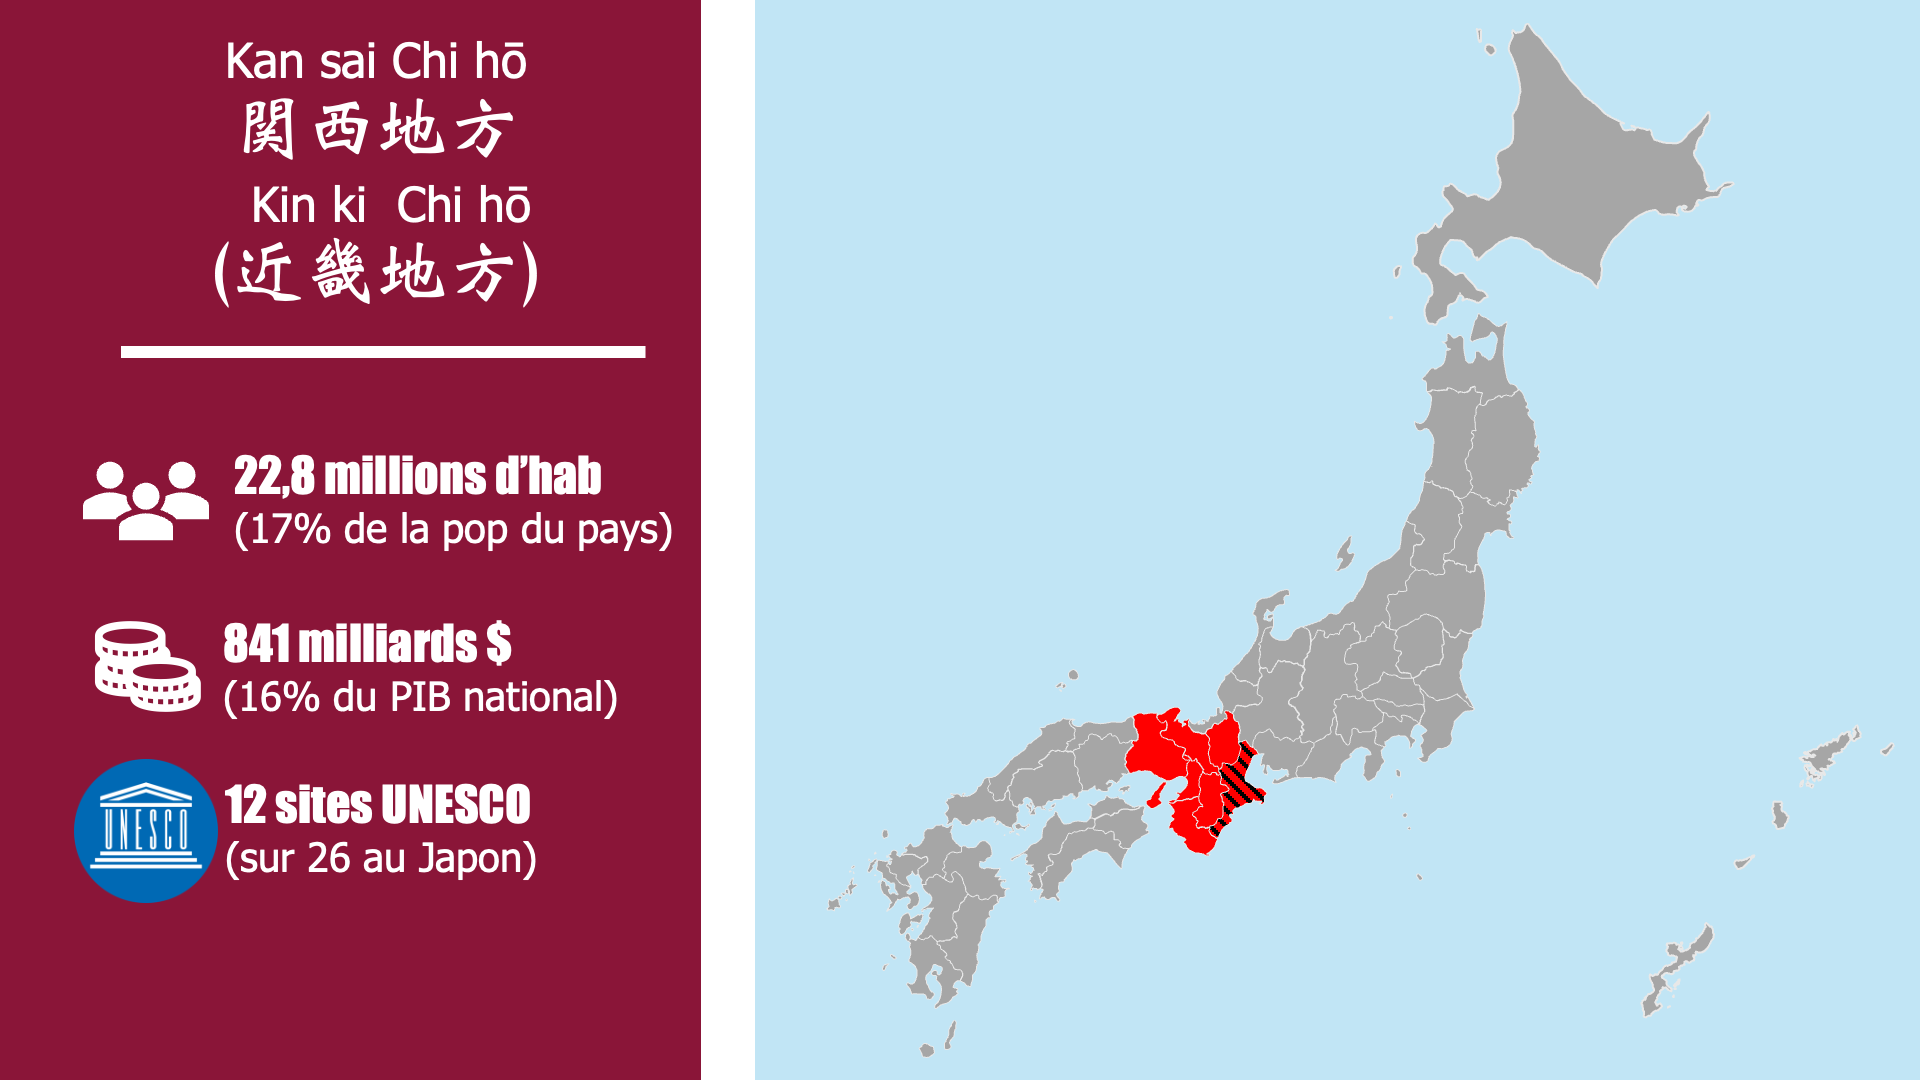 Kan sai Chi hō
関西地方
Kin ki Chi hō
(近畿地方)
22,8 millions d’hab
(17% de la pop du pays)
841 milliards $
(16% du PIB national)
UNESCO
12 sites UNESCO
(sur 26 au Japon)